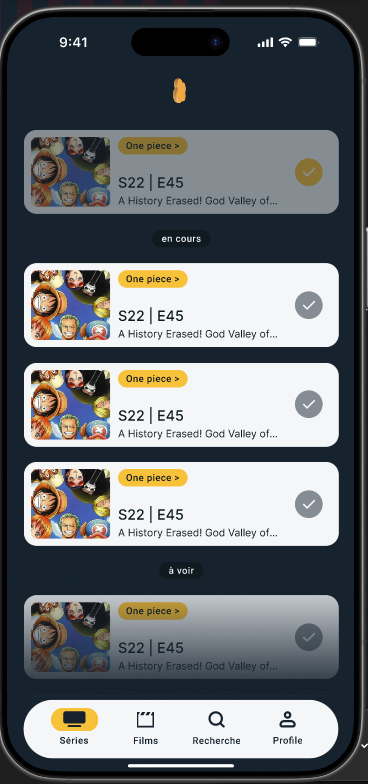 9:41
One piece >
S22 | E45
A History Erased! God Valley of...
en cours
One piece >
S22 | E45
A History Erased! God Valley of...
One piece >
S22 | E45
A History Erased! God Valley of...
One piece >
S22 | E45
A History Erased! God Valley of...
à voir
One piece >
S22 | E45
A History Erased! God Valley of...
Séries
Films
Recherche
Profile